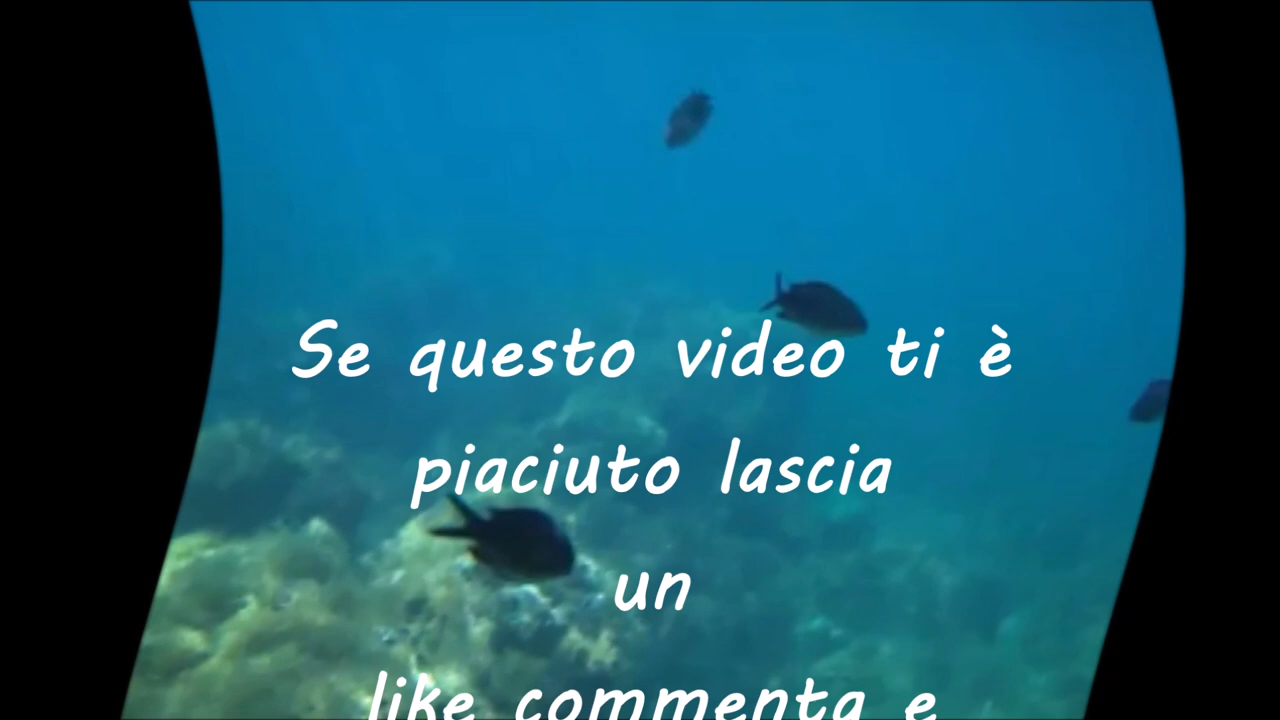 Se questo video ti è
piaciuto lascia
un
like commenta e